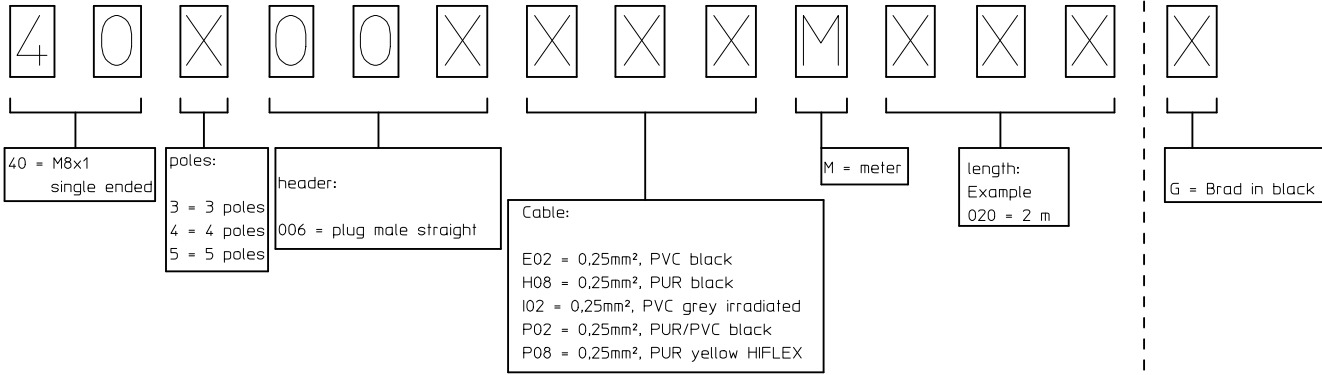 4 0 X 0 0 X X X X M X X X X
40 = M8x1
single ended
poles:
3 = 3 poles
4 = 4 poles
5 = 5 poles
header:
006 = plug male straight
Cable:
E02 = 0,25mm², PVC black
H08 = 0,25mm², PUR black
I02 = 0,25mm², PVC grey irradiated
P02 = 0,25mm², PUR/PVC black
P08 = 0,25mm², PUR yellow HIFLEX
M = meter
length:
Example
020 = 2 m
G = Brad in black